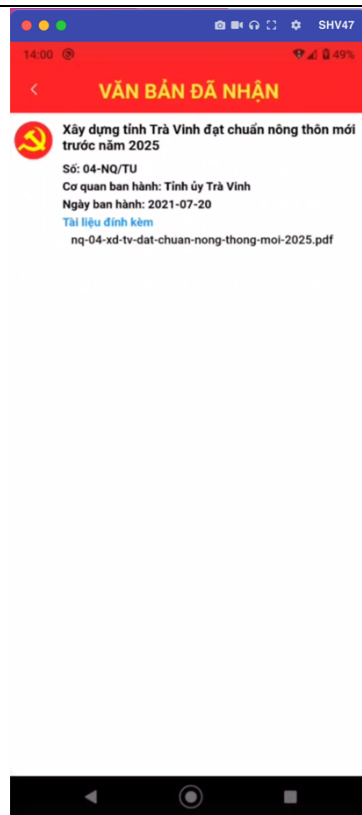 SHV47
14:00 49%
VĂN BẢN ĐÃ NHẬN
Xây dựng tỉnh Trà Vinh đạt chuẩn nông thôn mới
trước năm 2025
Số: 04-NQ/TU
Cơ quan ban hành: Tỉnh ủy Trà Vinh
Ngày ban hành: 2021-07-20
Tài liệu đính kèm
nq-04-xd-tv-dat-chuan-nong-thong-moi-2025.pdf